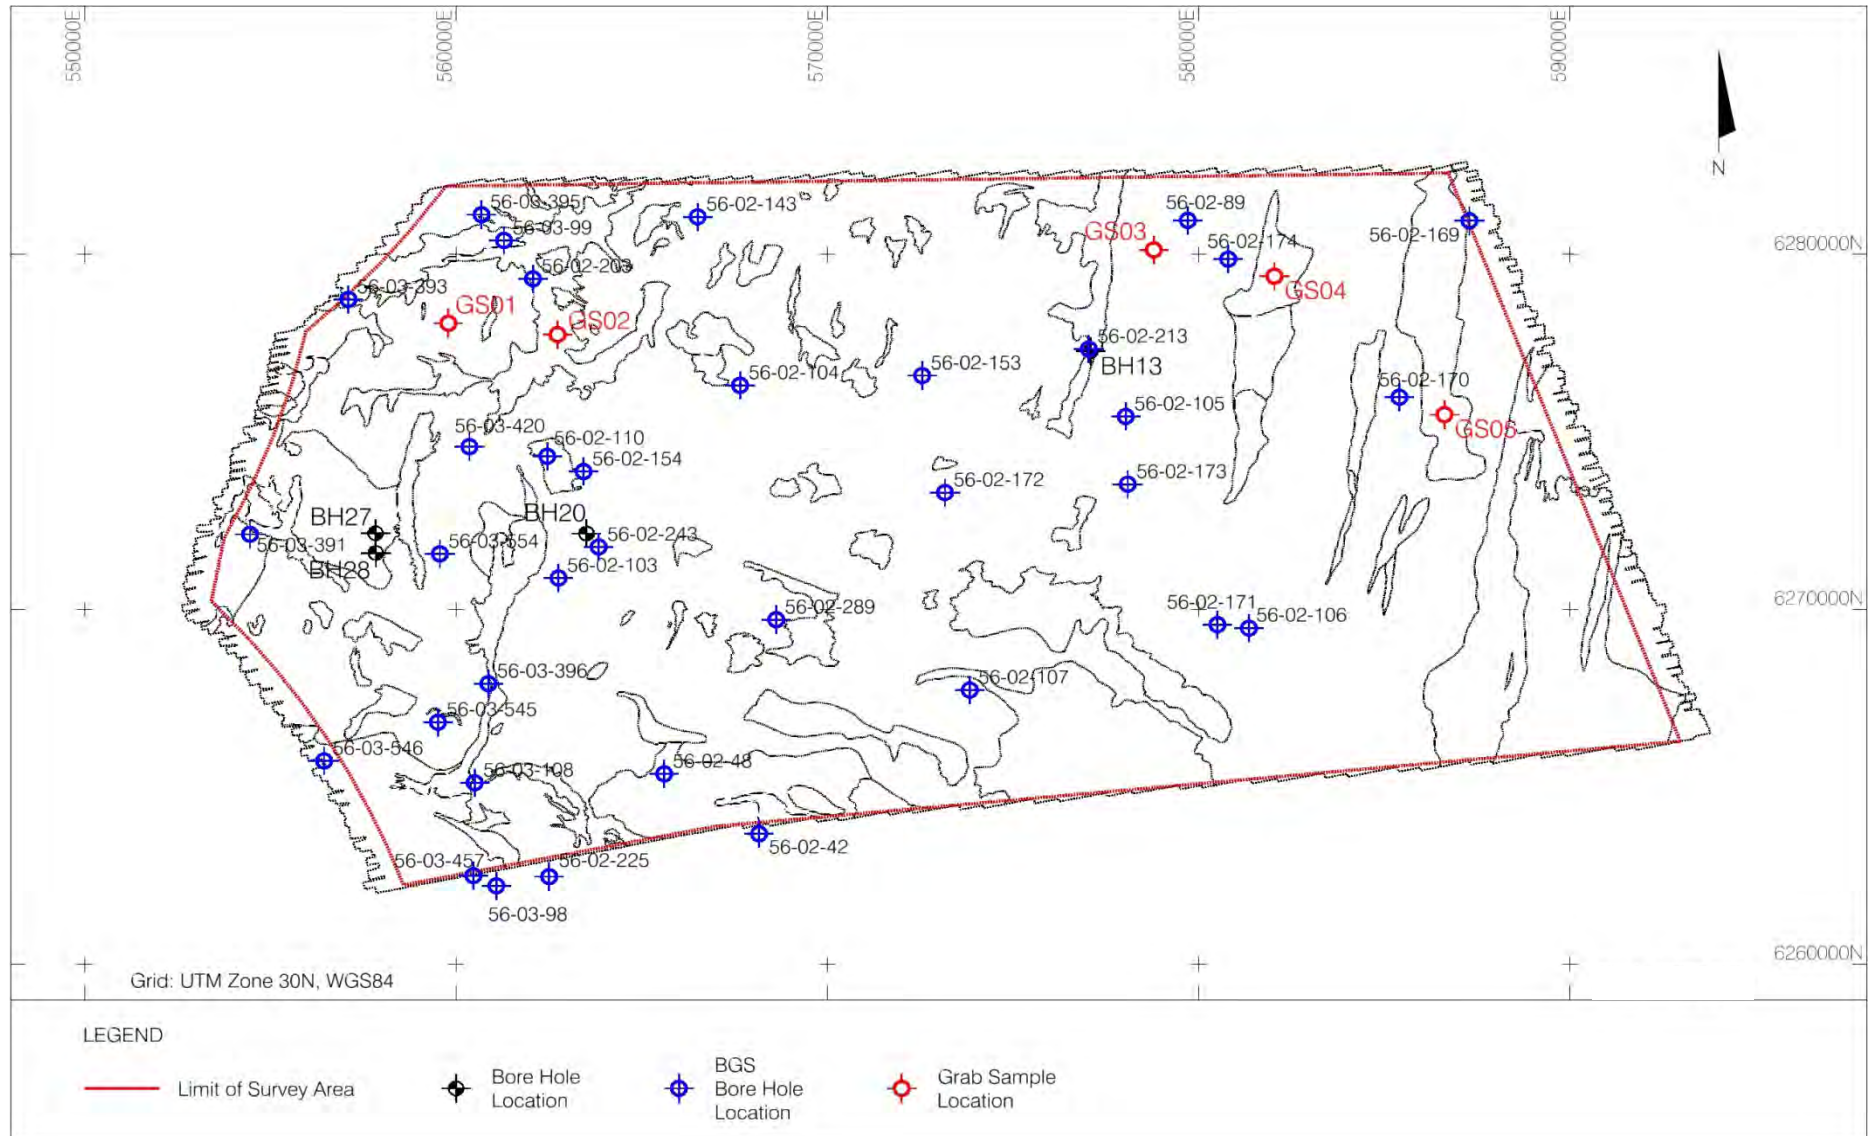 550000E
560000E
570000E
580000E
590000E
6280000N
6270000N
6260000N
N
56-03-395
56-03-99
56-02-143
56-02-89
56-02-169
GS03
56-02-174
GS04
56-02-203
56-03-393
GS01
GS02
56-02-213
BH13
56-02-104
56-02-153
56-02-170
GS05
56-02-105
56-03-420
56-02-110
56-02-154
56-02-172
56-02-173
BH27
BH20
56-02-243
56-03-391
56-03-554
BH28
56-02-103
56-02-289
56-02-171
56-02-106
56-03-396
56-02-107
56-03-545
56-03-546
56-03-108
56-02-48
56-02-42
56-03-457
56-02-225
56-03-98
Grid: UTM Zone 30N, WGS84
LEGEND
Limit of Survey Area
Bore Hole
Location
BGS
Bore Hole
Location
Grab Sample
Location